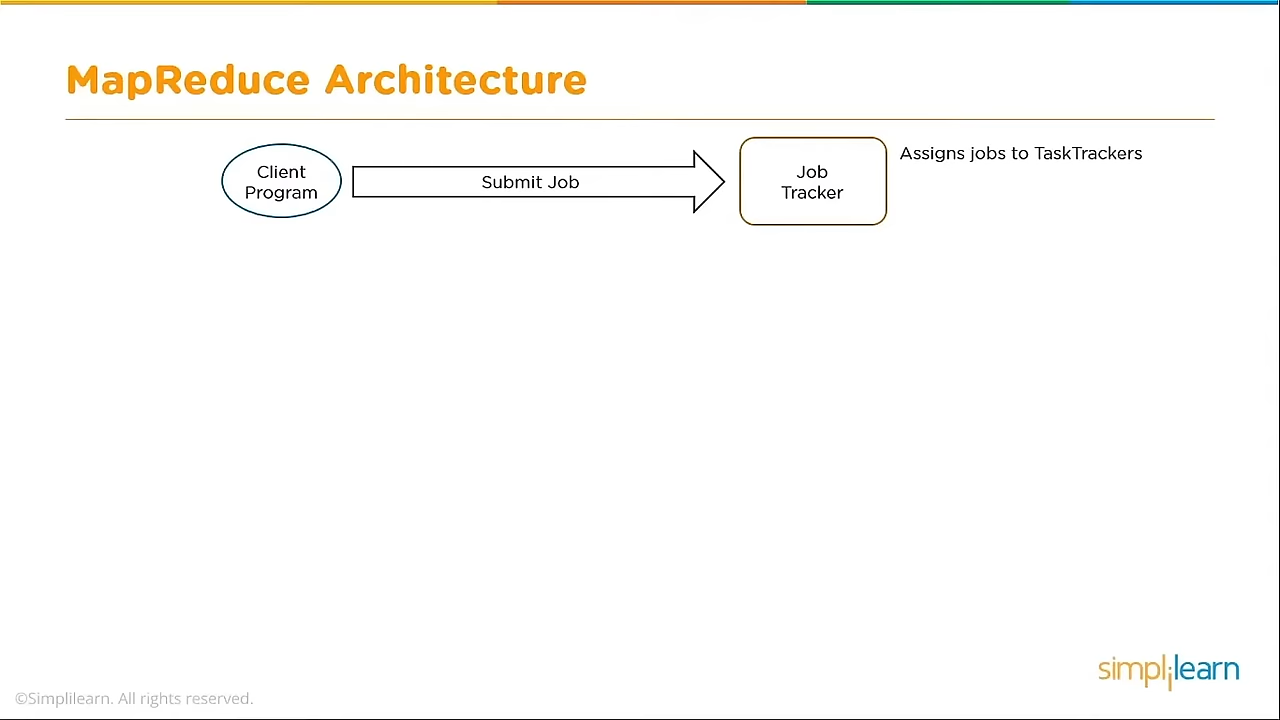 MapReduce Architecture
Client
Program
Submit Job
Job
Tracker
Assigns jobs to TaskTrackers
simplilearn
©Simplilearn. All rights reserved.